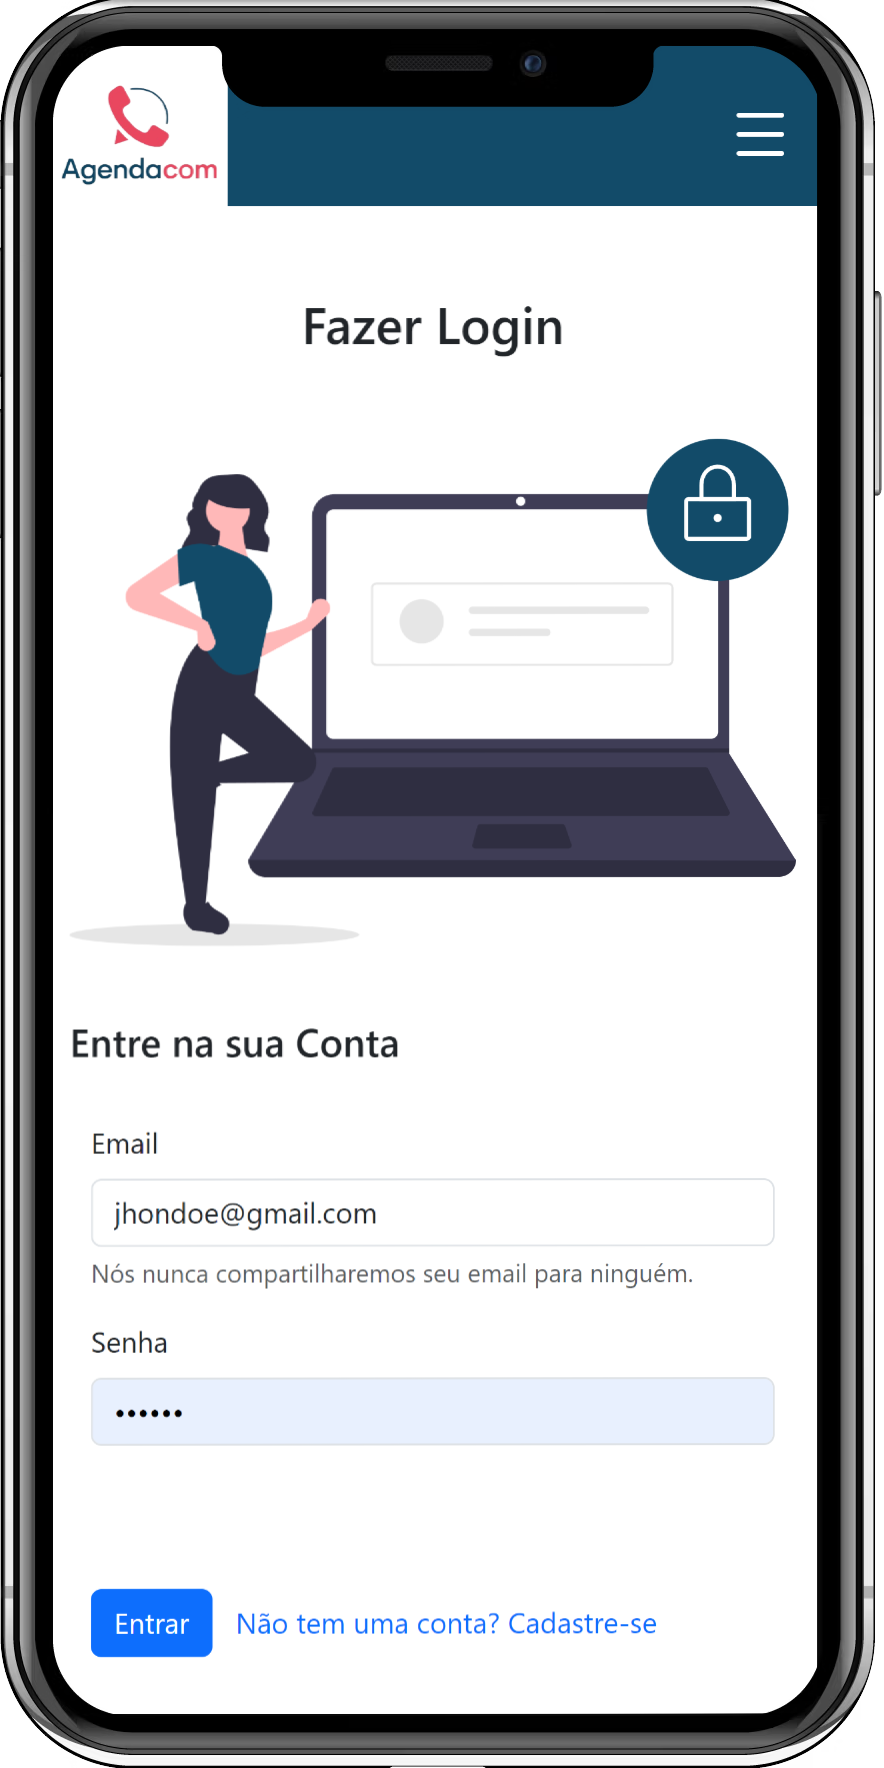 Agendacom
Fazer Login
Entre na sua Conta
Email
jhondoe@gmail.com
Nós nunca compartilharemos seu email para ninguém.
Senha
••••••
Entrar
Não tem uma conta? Cadastre-se